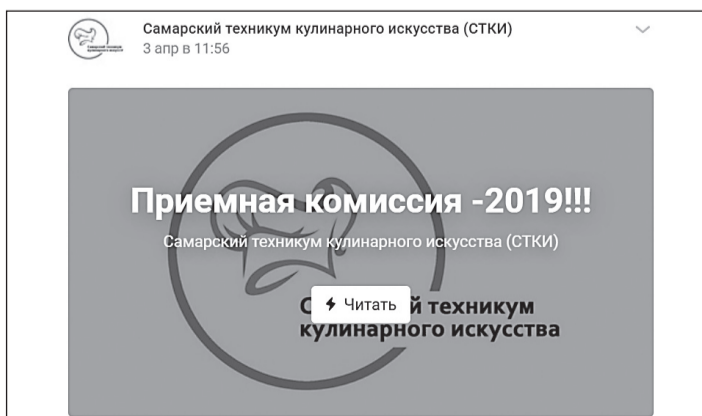 Самарский техникум кулинарного искусства (СТКИ)
3 апр в 11:56
Приемная комиссия -2019!!!
Самарский техникум кулинарного искусства (СТКИ)
Читать
й техникум
кулинарного искусства